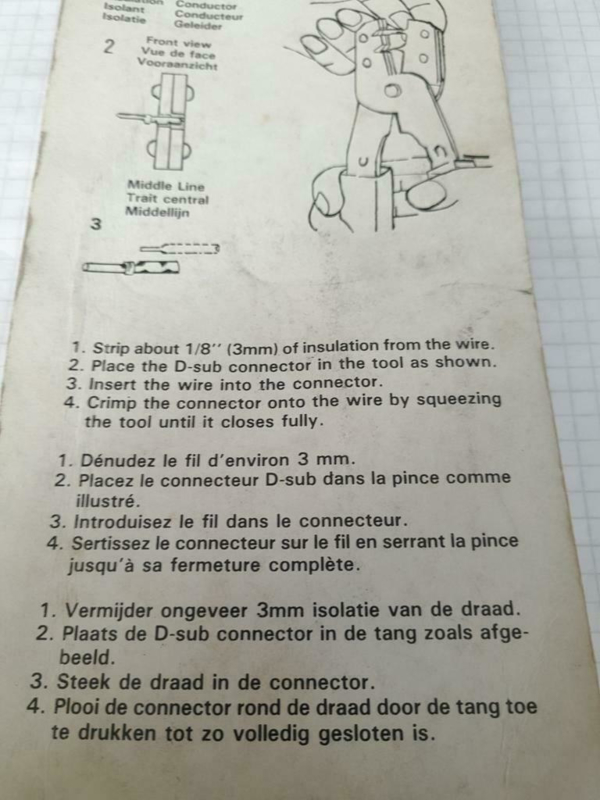 Isolant
Isolatie
Conductor
Conducteur
Geleider
2
Front view
Vue de face
Vooraanzicht
Middle Line
Trait central
Middellijn
3
1. Strip about 1/8'' (3mm) of insulation from the wire.
2. Place the D-sub connector in the tool as shown.
3. Insert the wire into the connector.
4. Crimp the connector onto the wire by squeezing
the tool until it closes fully.
1. Dénudez le fil d'environ 3 mm.
2. Placez le connecteur D-sub dans la pince comme
illustré.
3. Introduisez le fil dans le connecteur.
4. Sertissez le connecteur sur le fil en serrant la pince
jusqu'à sa fermeture complète.
1. Vermijder ongeveer 3mm isolatie van de draad.
2. Plaats de D-sub connector in de tang zoals afge-
beeld.
3. Steek de draad in de connector.
4. Plooi de connector rond de draad door de tang toe
te drukken tot zo volledig gesloten is.